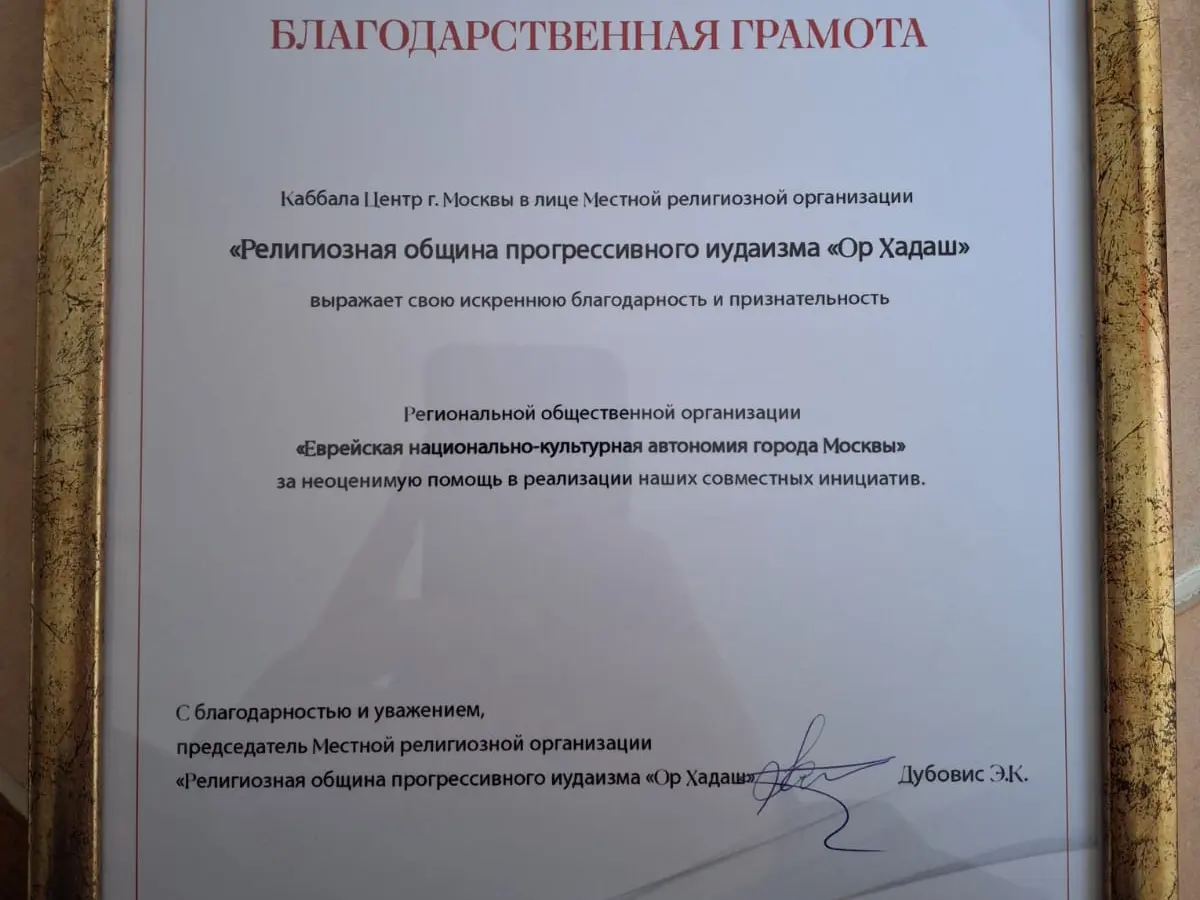 БЛАГОДАРСТВЕННАЯ ГРАМОТА
Каббала Центр г. Москвы в лице Местной религиозной организации
«Религиозная община прогрессивного иудаизма «Ор Хадаш»
выражает свою искреннюю благодарность и признательность
Региональной общественной организации
«Еврейская национально-культурная автономия города Москвы»
за неоценимую помощь в реализации наших совместных инициатив.
С благодарностью и уважением,
председатель Местной религиозной организации
«Религиозная община прогрессивного иудаизма «Ор Хадаш» Дубовис Э.К.